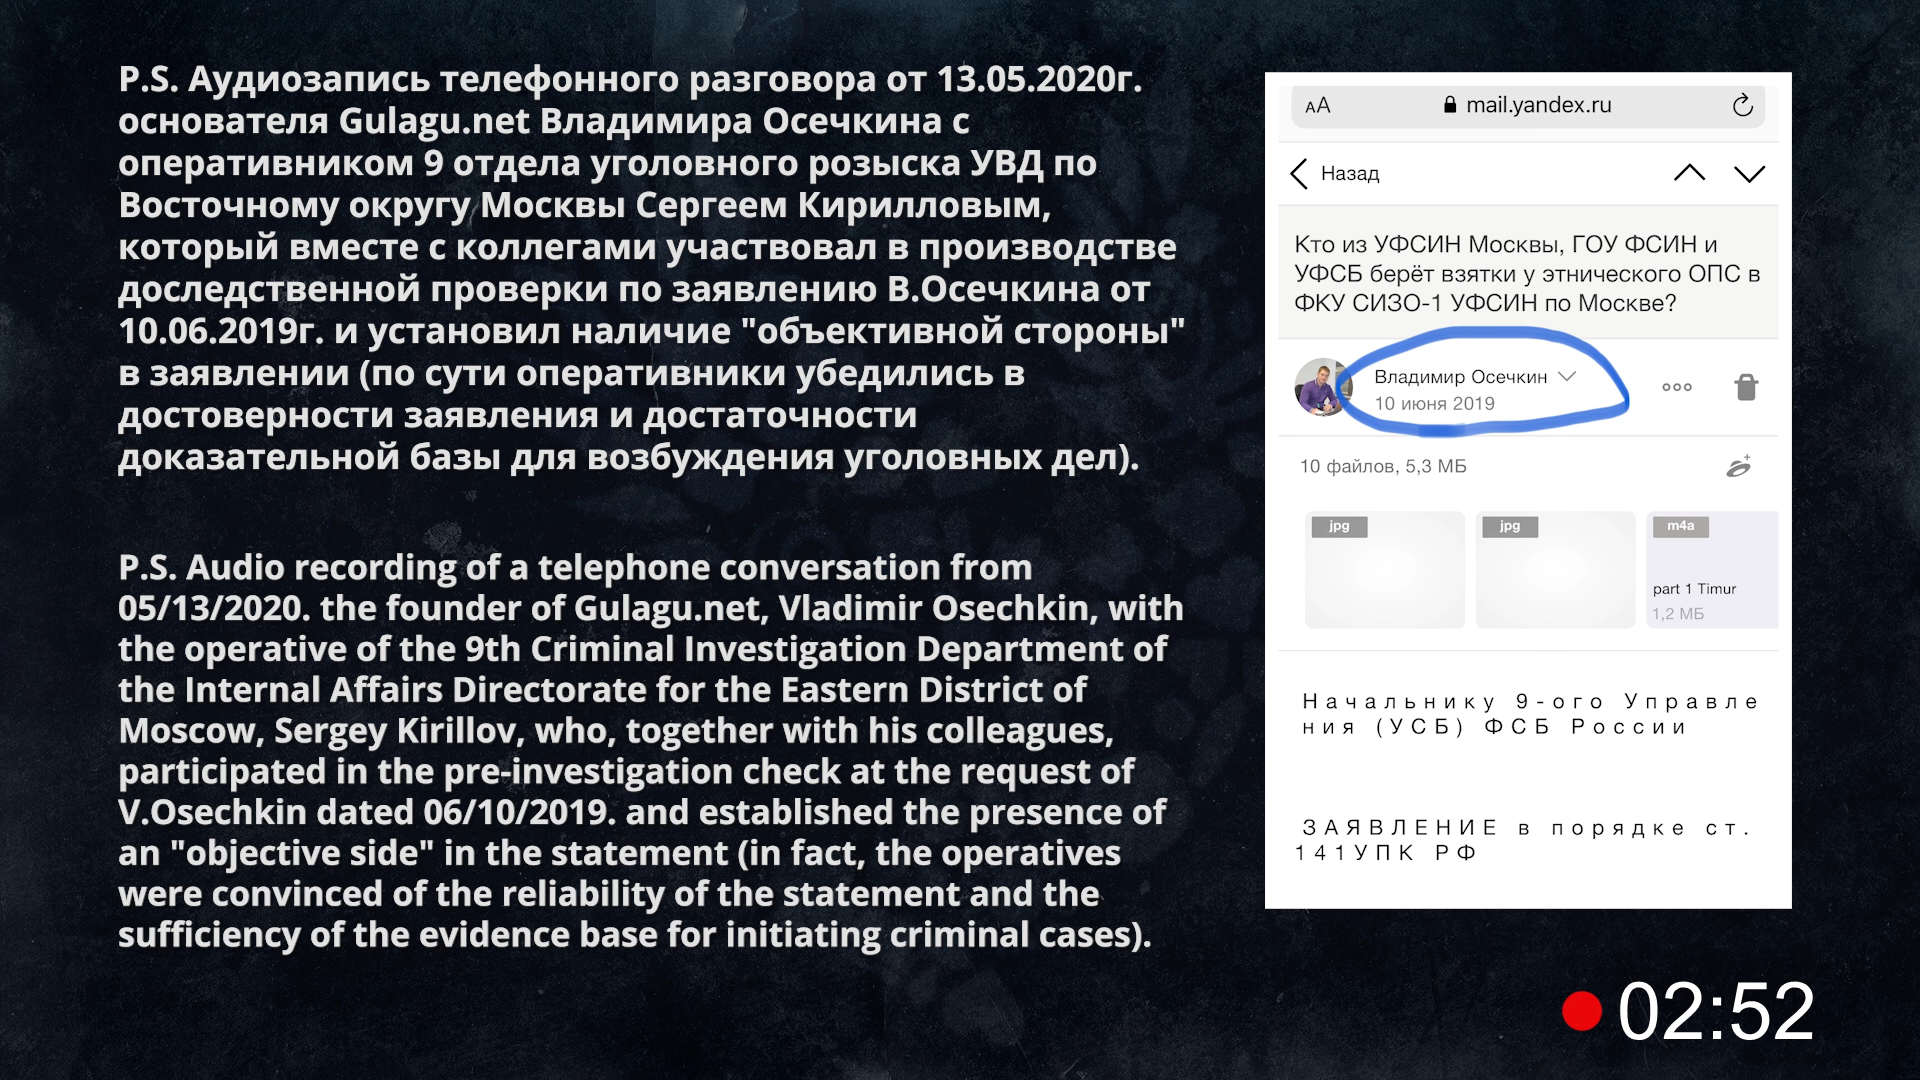 P.S. Аудиозапись телефонного разговора от 13.05.2020г.
основателя Gulagu.net Владимира Осечкина с
оперативником 9 отдела уголовного розыска УВД по
Восточному округу Москвы Сергеем Кирилловым,
который вместе с коллегами участвовал в производстве
доследственной проверки по заявлению В.Осечкина от
10.06.2019г. и установил наличие "объективной стороны"
в заявлении (по сути оперативники убедились в
достоверности заявления и достаточности
доказательной базы для возбуждения уголовных дел).
P.S. Audio recording of a telephone conversation from
05/13/2020. the founder of Gulagu.net, Vladimir Osechkin, with
the operative of the 9th Criminal Investigation Department of
the Internal Affairs Directorate for the Eastern District of
Moscow, Sergey Kirillov, who, together with his colleagues,
participated in the pre-investigation check at the request of
V.Osechkin dated 06/10/2019. and established the presence of
an "objective side" in the statement (in fact, the operatives
were convinced of the reliability of the statement and the
sufficiency of the evidence base for initiating criminal cases).
AA mail.yandex.ru
Назад
Кто из УФСИН Москвы, ГОУ ФСИН и
УФСБ берёт взятки у этнического ОПС в
ФКУ СИЗО-1 УФСИН по Москве?
Владимир Осечкин
10 июня 2019
10 файлов, 5,3 МБ
jpg jpg m4a
part 1 Timur
1,2 МБ
Начальнику 9-ого Управле
ния (УСБ) ФСБ России
ЗАЯВЛЕНИЕ в порядке ст.
141УПК РФ
02:52